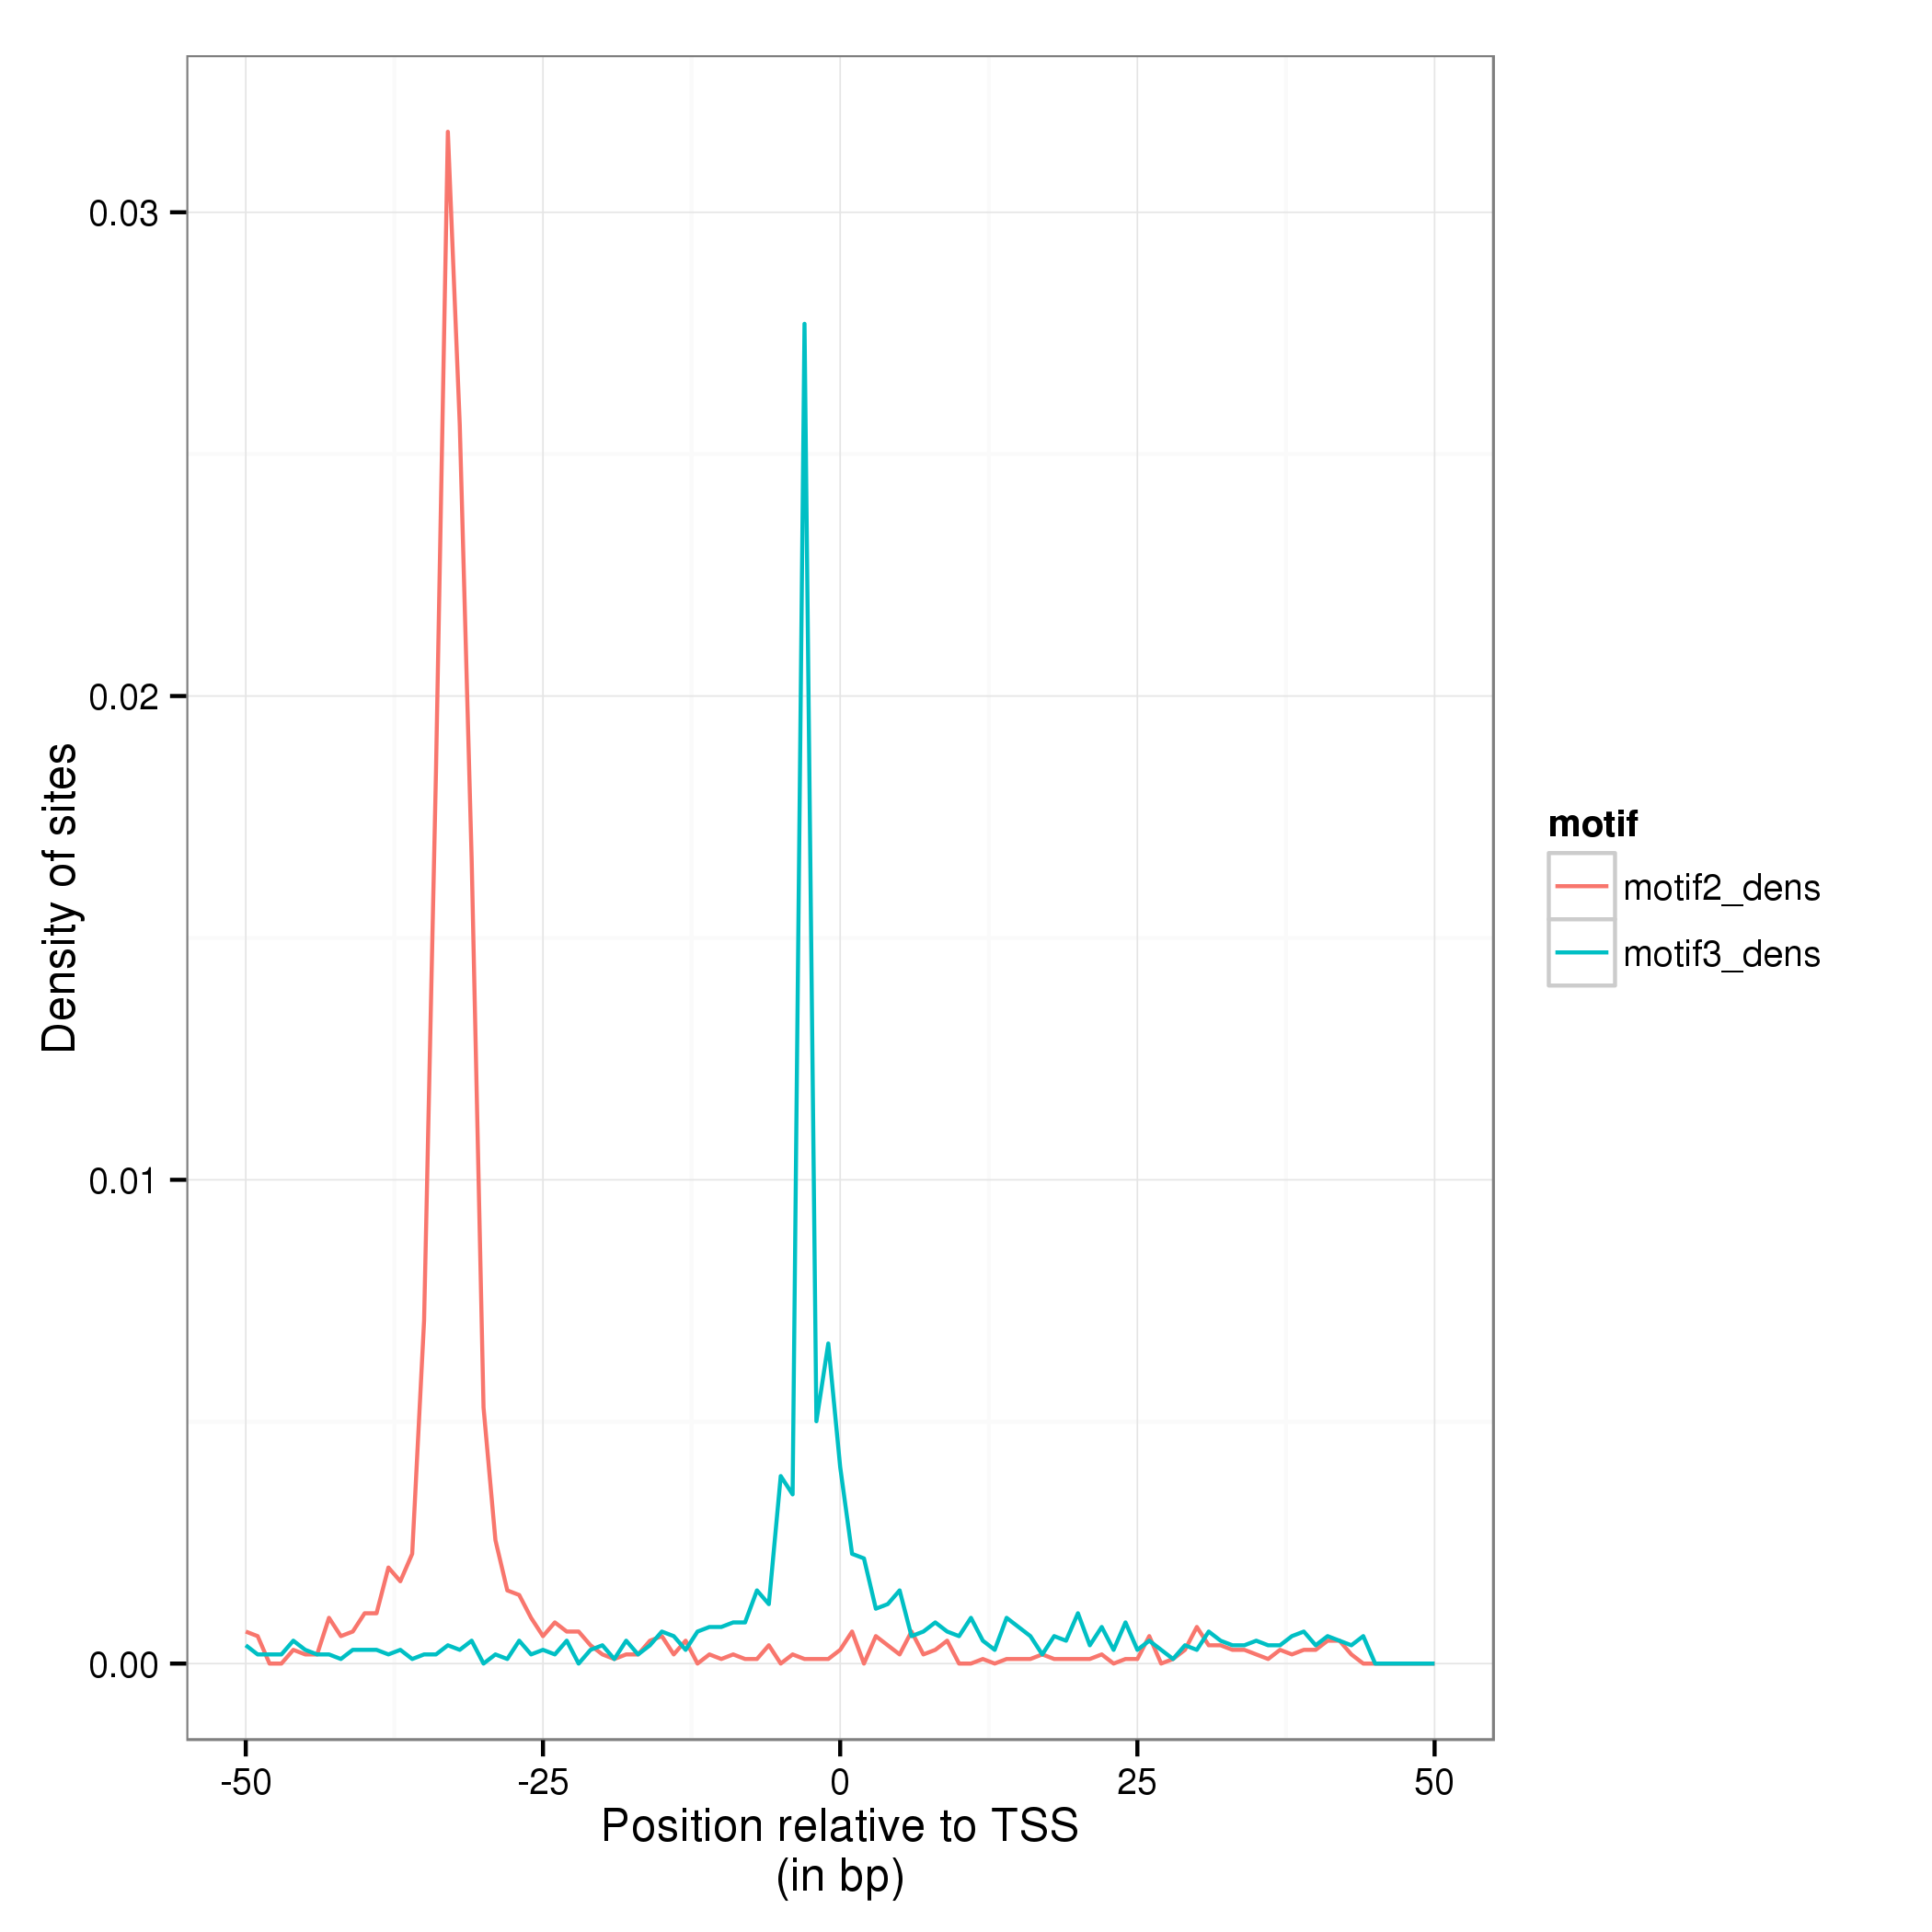 0.03
0.02
0.01
0.00
Density of sites
-50 -25 0 25 50
Position relative to TSS
(in bp)
motif
motif2_dens
motif3_dens